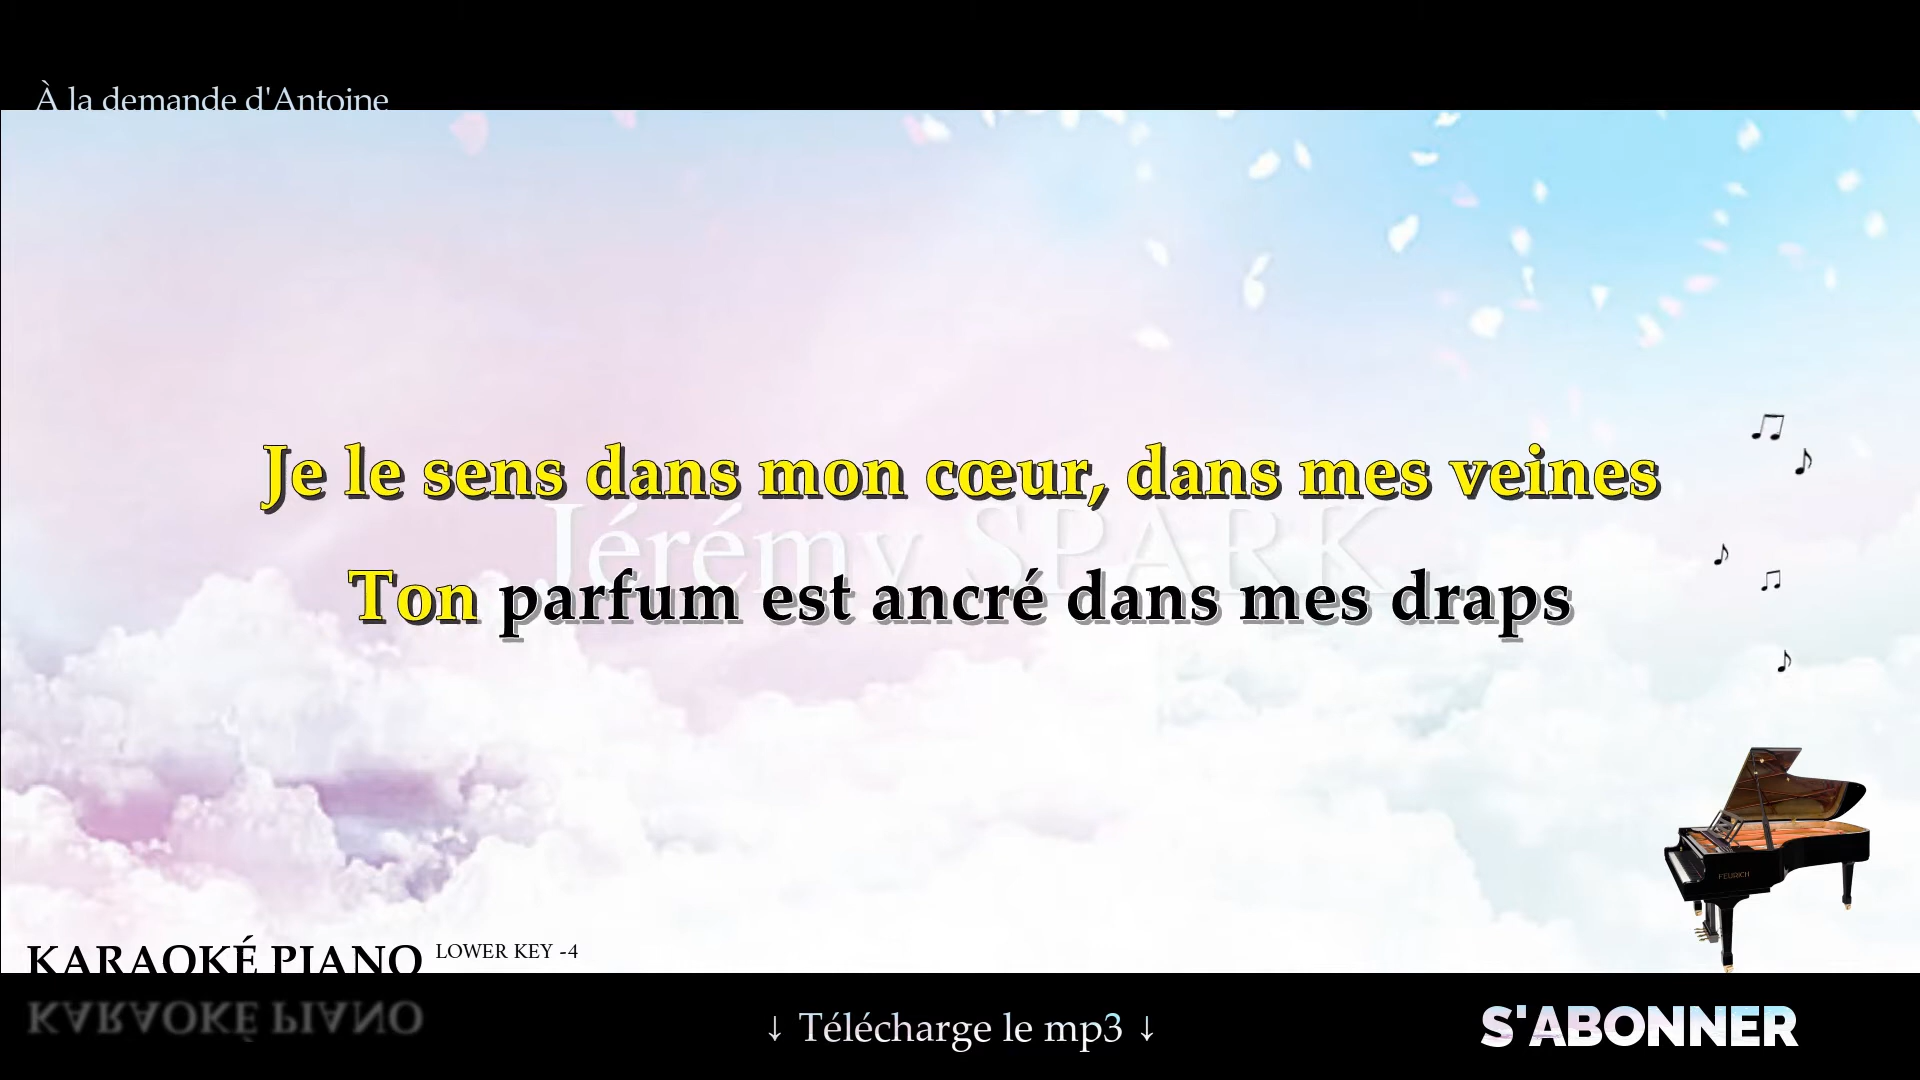 À la demande d'Antoine
Je le sens dans mon cœur, dans mes veines
Jérémy SPARK
Ton parfum est ancré dans mes draps
FEURICH
KARAOKÉ PIANO LOWER KEY -4
KARAOKÉ PIANO
↓ Télécharge le mp3 ↓
S'ABONNER